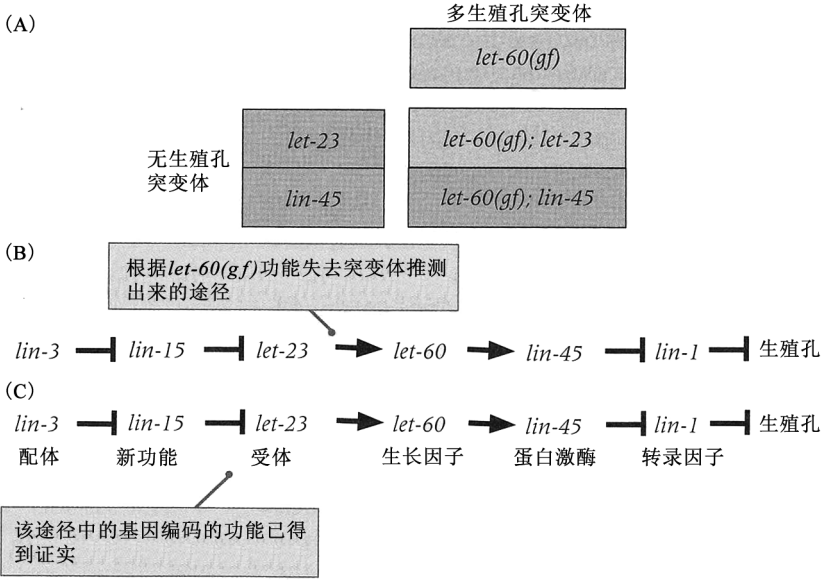 (A)
多生殖孔突变体
let-60(gf)
无生殖孔
突变体
let-23
let-60(gf); let-23
lin-45
let-60(gf); lin-45
(B)
根据let-60(gf)功能失去突变体推测
出来的途径
lin-3 lin-15 let-23 let-60 lin-45 lin-1 生殖孔
(C)
lin-3 lin-15 let-23 let-60 lin-45 lin-1 生殖孔
配体 新功能 受体 生长因子 蛋白激酶 转录因子
该途径中的基因编码的功能已得
到证实